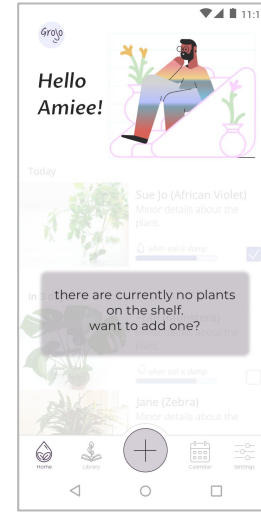 11:1
Grojo
Hello
Amiee!
Today
Sue Jo (African Violet)
Minor details about the
plant.
when soil is damp
there are currently no plants
on the shelf.
want to add one?
plant.
when soil is damp
Jane (Zebra)
Minor details about the
Home
Library
Calendar
Settings